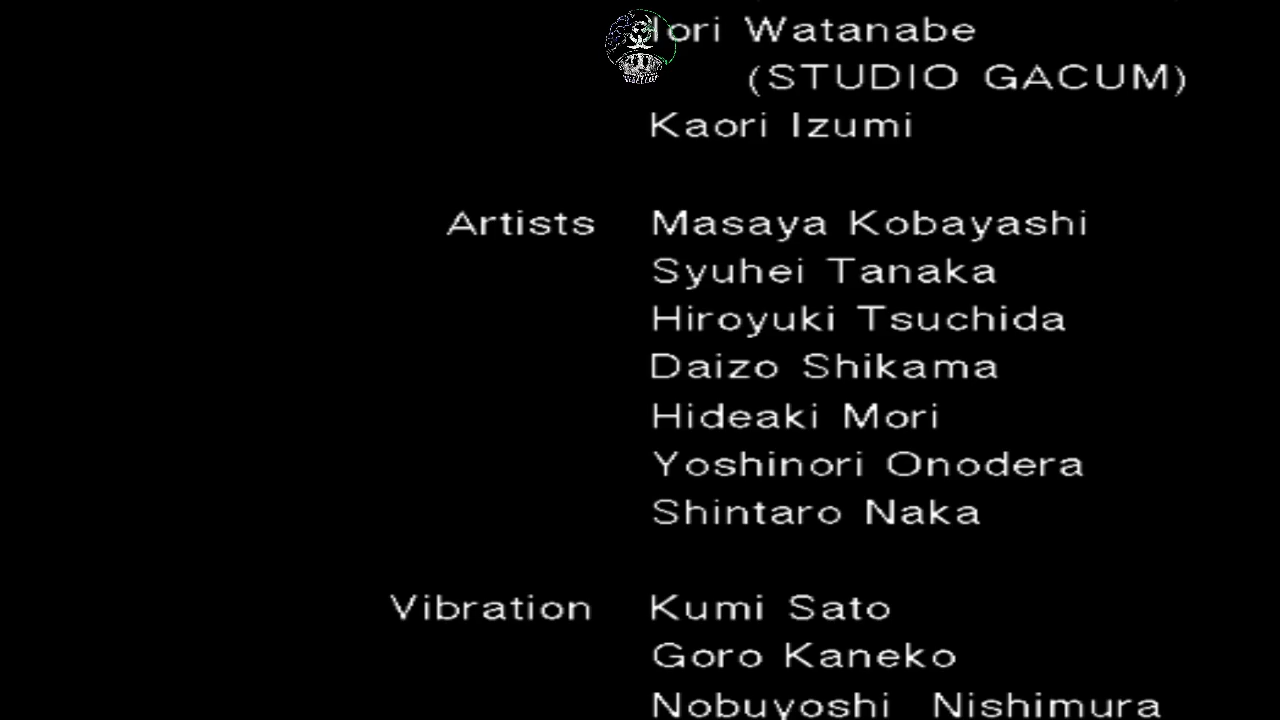 Watanabe
(STUDIO GACUM)
Kaori Izumi
Artists Masaya Kobayashi
Syuhei Tanaka
Hiroyuki Tsuchida
Daizo Shikama
Hideaki Mori
Yoshinori Onodera
Shintaro Naka
Vibration Kumi Sato
Goro Kaneko
Nobuyoshi Nishimura